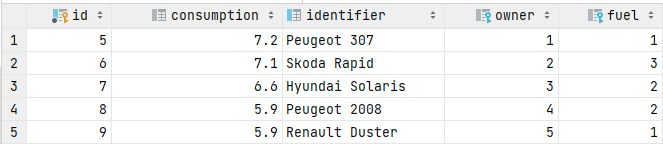 id consumption identifier owner fuel
1 5 7.2 Peugeot 307 1 1
2 6 7.1 Skoda Rapid 2 3
3 7 6.6 Hyundai Solaris 3 2
4 8 5.9 Peugeot 2008 4 2
5 9 5.9 Renault Duster 5 1